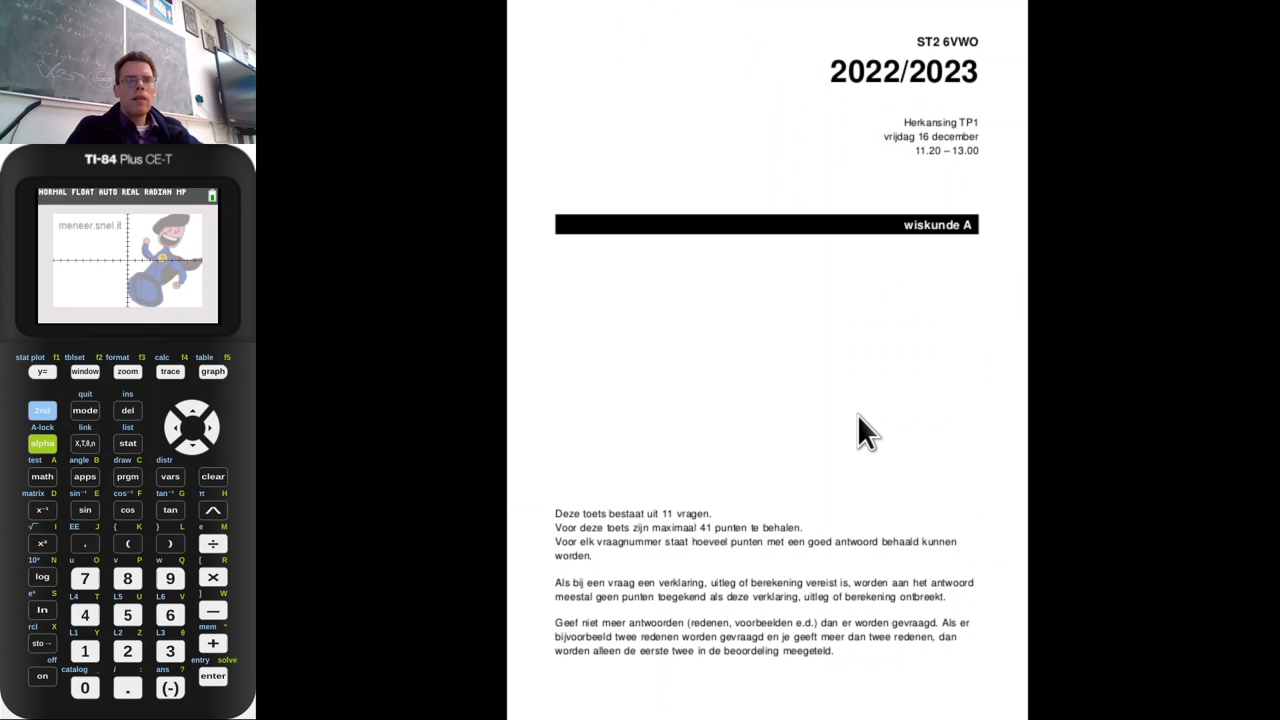 ST2 6VWO
2022/2023
Herkansing TP1
vrijdag 16 december
11.20 – 13.00
wiskunde A
Deze toets bestaat uit 11 vragen.
Voor deze toets zijn maximaal 41 punten te behalen.
Voor elk vraagnummer staat hoeveel punten met een goed antwoord behaald kunnen
worden.
Als bij een vraag een verklaring, uitleg of berekening vereist is, worden aan het antwoord
meestal geen punten toegekend als deze verklaring, uitleg of berekening ontbreekt.
Geef niet meer antwoorden (redenen, voorbeelden e.d.) dan er worden gevraagd. Als er
bijvoorbeeld twee redenen worden gevraagd en je geeft meer dan twee redenen, dan
worden alleen de eerste twee in de beoordeling meegeteld.
TI-84 Plus CE-T
NORMAL FLOAT AUTO REAL RADIAN MP
meneer.snel.it
stat plot f1 tblset f2 format f3 calc f4 table f5
y= window zoom trace graph
quit ins
2nd mode del
A-lock link list
alpha X,T,θ,n stat
test A angle B draw C distr
math apps prgm vars clear
matrix D sin⁻¹ E cos⁻¹ F tan⁻¹ G π H
x⁻¹ sin cos tan ^
√ I EE J { K } L e M
x² , ( ) ÷
10ˣ N u O v P w Q [ R
log 7 8 9 ×
eˣ S L4 T L5 U L6 V ] W
ln 4 5 6 —
rcl X L1 Y L2 Z L3 θ mem "
sto→ 1 2 3 +
off catalog i : ans ? entry solve
on 0 . (-) enter